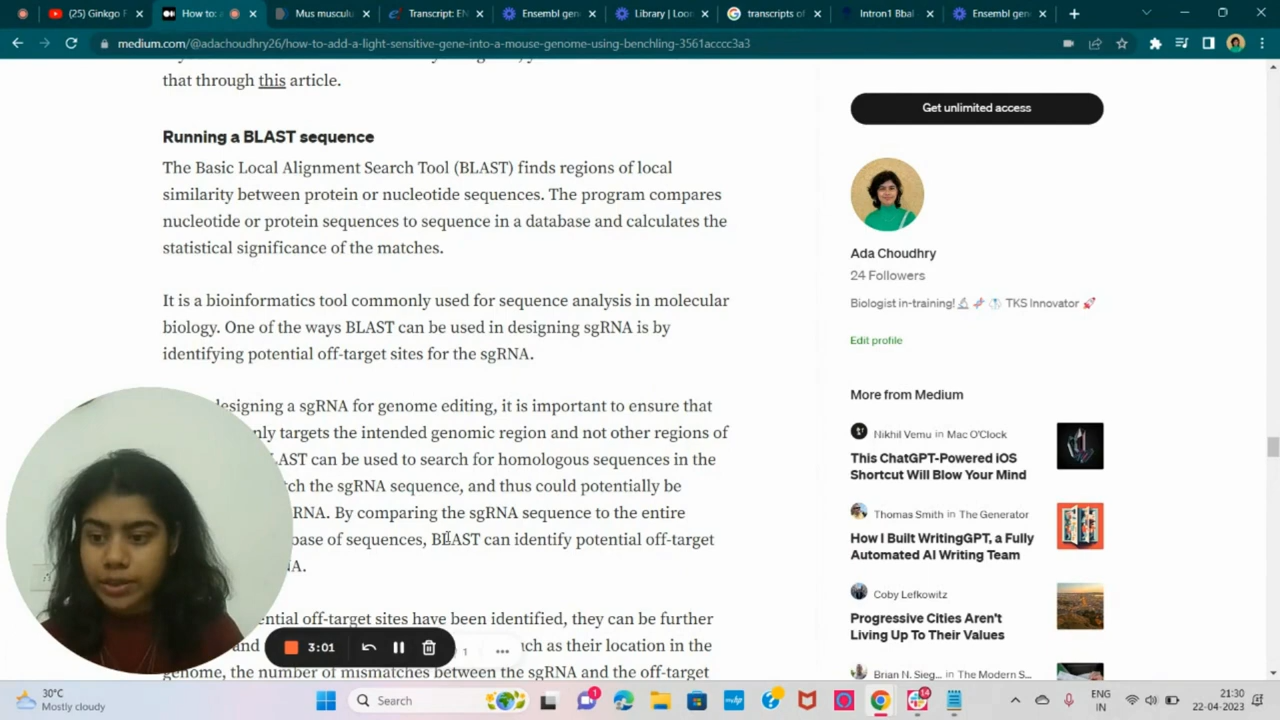 (25) Ginkgo
How to: a
Mus musculu
Transcript: EN
Ensembl gen
Library | Loon
transcripts of
Intron1 Bbal
Ensembl gen
medium.com/@adachoudhry26/how-to-add-a-light-sensitive-gene-into-a-mouse-genome-using-benchling-3561acccc3a3
that through this article.
Running a BLAST sequence
The Basic Local Alignment Search Tool (BLAST) finds regions of local
similarity between protein or nucleotide sequences. The program compares
nucleotide or protein sequences to sequence in a database and calculates the
statistical significance of the matches.
It is a bioinformatics tool commonly used for sequence analysis in molecular
biology. One of the ways BLAST can be used in designing sgRNA is by
identifying potential off-target sites for the sgRNA.
designing a sgRNA for genome editing, it is important to ensure that
only targets the intended genomic region and not other regions of
BLAST can be used to search for homologous sequences in the
the sgRNA sequence, and thus could potentially be
RNA. By comparing the sgRNA sequence to the entire
base of sequences, BLAST can identify potential off-target
A.
ential off-target sites have been identified, they can be further
and
uch as their location in the
genome, the number of mismatches between the sgRNA and the off-target
Get unlimited access
Ada Choudhry
24 Followers
Biologist in-training! TKS Innovator
Edit profile
More from Medium
Nikhil Vemu in Mac O'Clock
This ChatGPT-Powered iOS
Shortcut Will Blow Your Mind
Thomas Smith in The Generator
How I Built WritingGPT, a Fully
Automated AI Writing Team
Coby Lefkowitz
Progressive Cities Aren't
Living Up To Their Values
Brian N. Sieg... in The Modern S...
3:01
1
30°C
Mostly cloudy
Search
1
14
ENG
IN
21:30
22-04-2023